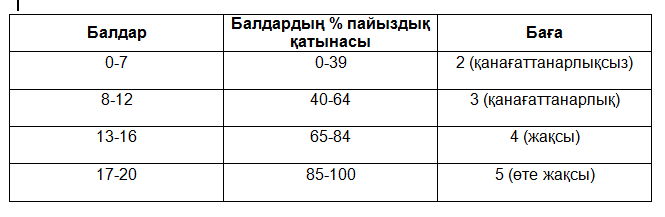 Балдар Балдардың % пайыздық қатынасы Баға
0-7 0-39 2 (қанағаттанарлықсыз)
8-12 40-64 3 (қанағаттанарлық)
13-16 65-84 4 (жақсы)
17-20 85-100 5 (өте жақсы)